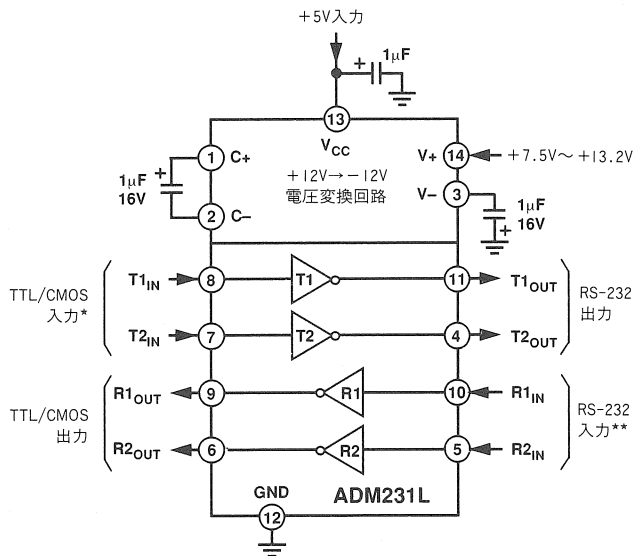 +5V入力
+ 1μF
13
VCC
1 C+
V+ 14 +7.5V～+13.2V
+12V→−12V
電圧変換回路
1μF +
16V
V− 3
2 C−
1μF
16V
+
TTL/CMOS
入力*
T1IN 8 T1 11 T1OUT
T2IN 7 T2 4 T2OUT
RS-232
出力
TTL/CMOS
出力
R1OUT 9 R1 10 R1IN
R2OUT 6 R2 5 R2IN
RS-232
入力**
GND
12
ADM231L